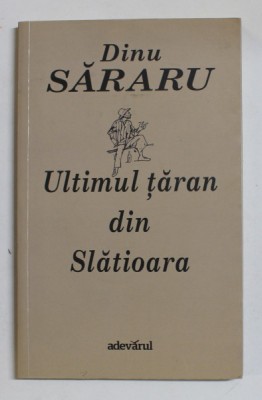 Dinu
SĂRARU
Ultimul țăran
din
Slătioara
adevărul